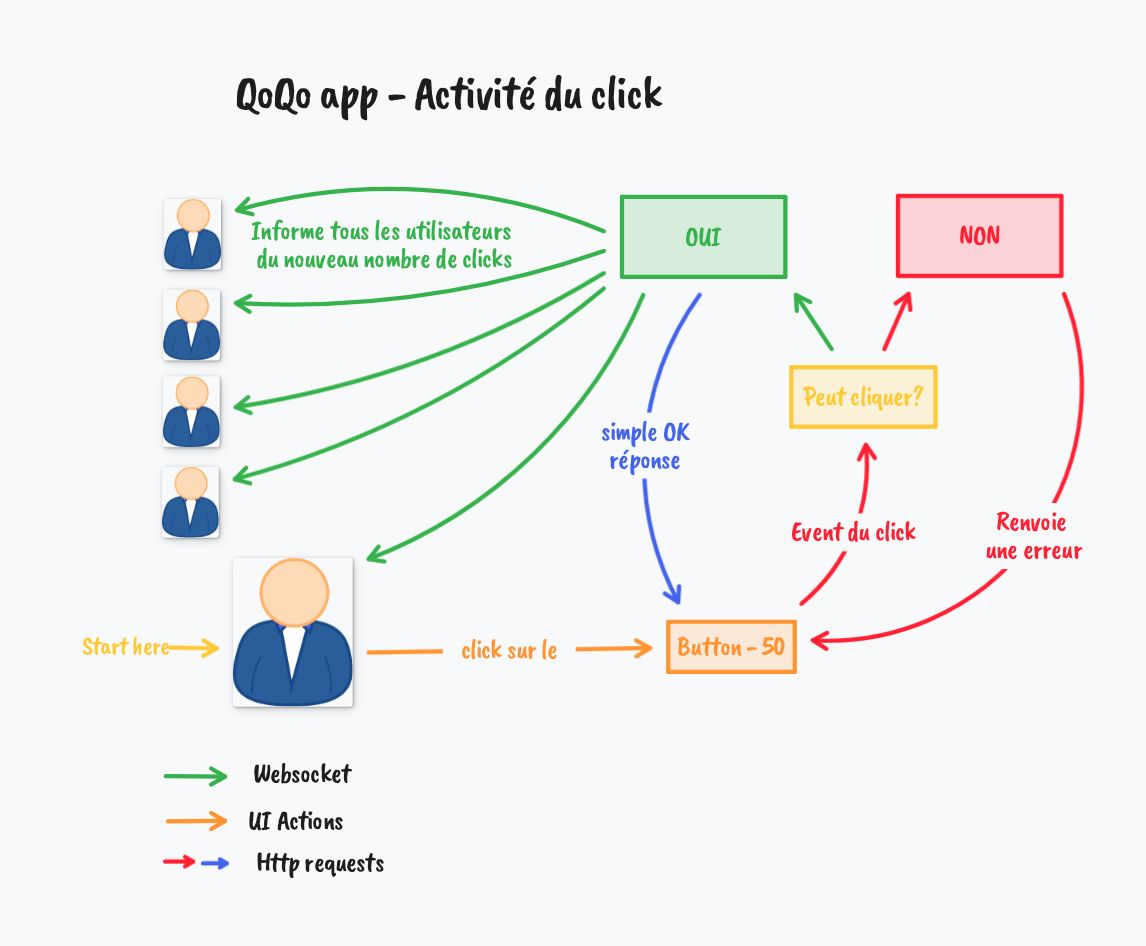 QoQo app - Activité du click
Informe tous les utilisateurs
du nouveau nombre de clicks
OUI
NON
Peut cliquer?
simple OK
réponse
Event du click
Renvoie
une erreur
Start here
click sur le
Button - 50
Websocket
UI Actions
Http requests